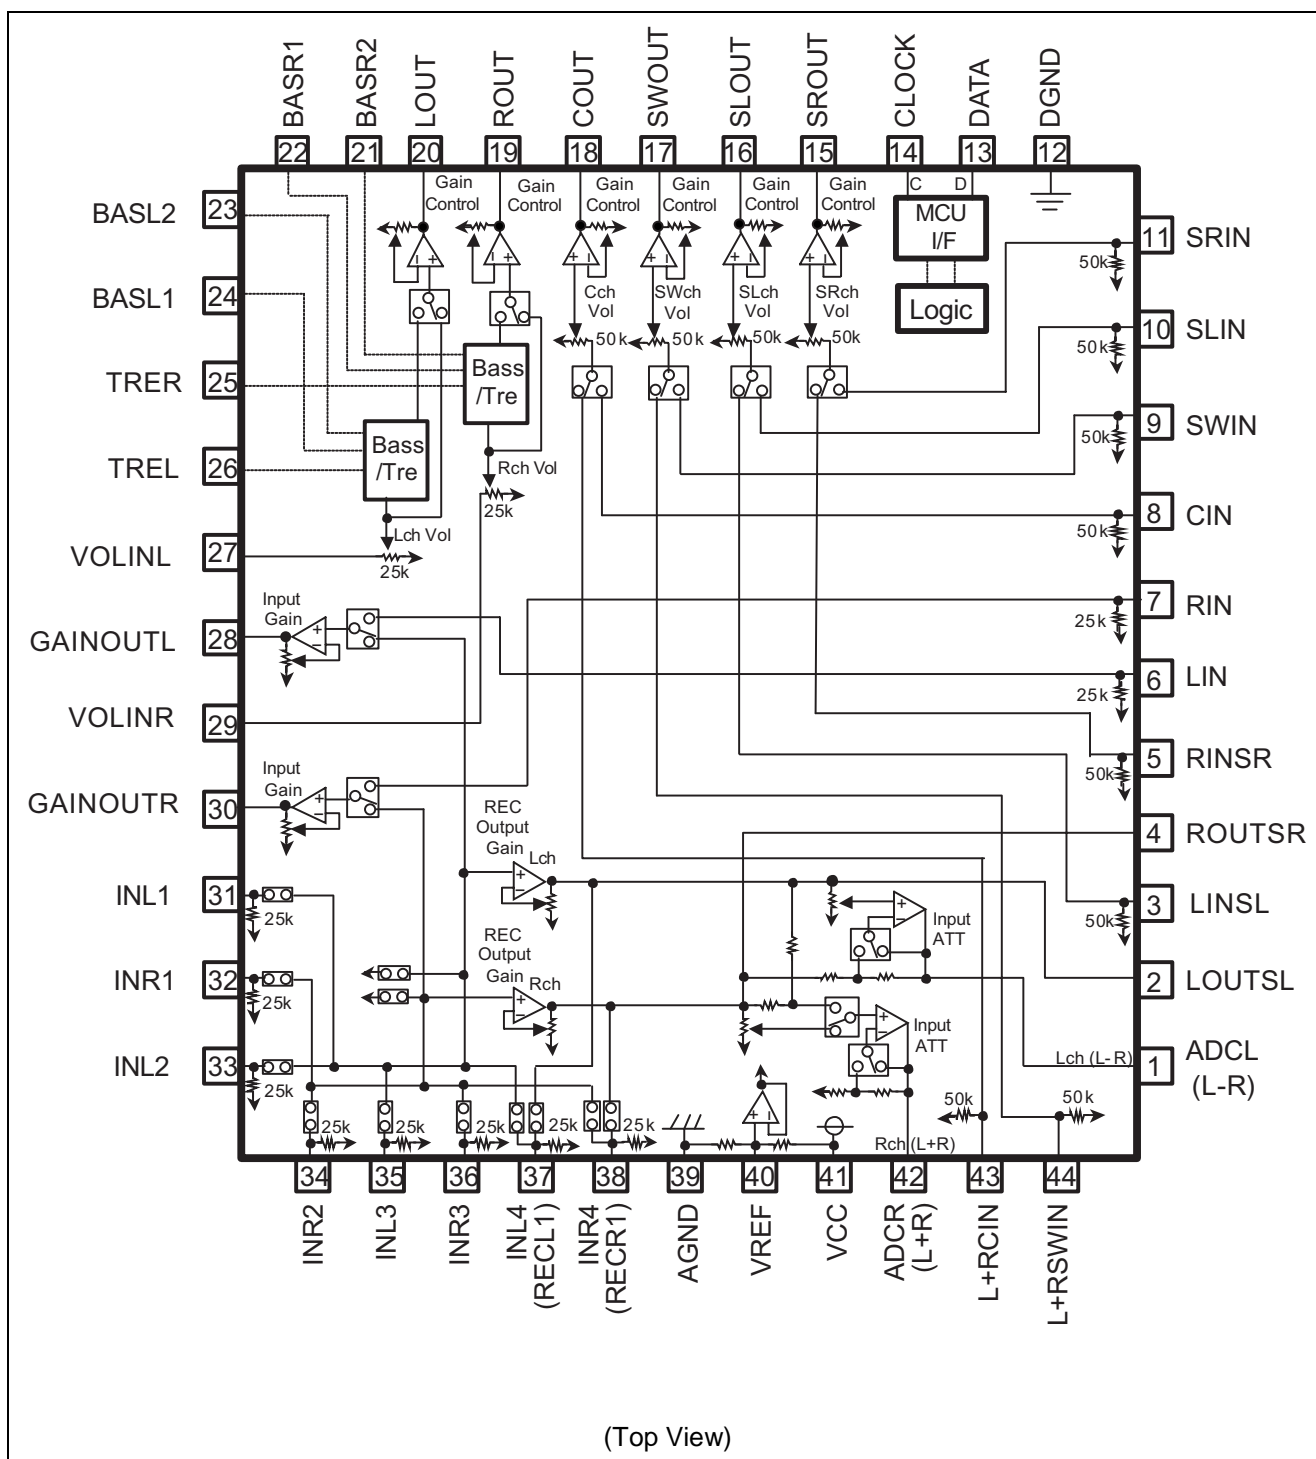 BASR1
BASR2
LOUT
ROUT
COUT
SWOUT
SLOUT
SROUT
CLOCK
DATA
DGND
22
21
20
19
18
17
16
15
14
13
12
BASL2
23
BASL1
24
TRER
25
TREL
26
VOLINL
27
GAINOUTL
28
VOLINR
29
GAINOUTR
30
INL1
31
INR1
32
INL2
33
11
SRIN
10
SLIN
9
SWIN
8
CIN
7
RIN
6
LIN
5
RINSR
4
ROUTSR
3
LINSL
2
LOUTSL
1
ADCL
(L-R)
Gain
Control
Gain
Control
Gain
Control
Gain
Control
Gain
Control
Gain
Control
C
D
MCU
I/F
Logic
Cch
Vol
SWch
Vol
SLch
Vol
SRch
Vol
50k
50k
50k
50k
50k
50k
50k
50k
25k
25k
50k
50k
Bass
/Tre
Bass
/Tre
Rch Vol
25k
Lch Vol
25k
Input
Gain
Input
Gain
REC
Output
Gain
Lch
REC
Output
Gain
Rch
Input
ATT
Input
ATT
Lch (L-R)
Rch (L+R)
25k
25k
25k
25k
25k
25k
25k
25k
50k
50k
+
−
+
−
+
−
+
−
+
−
+
−
+
−
+
−
+
−
+
−
+
−
+
−
+
−
34
35
36
37
38
39
40
41
42
43
44
INR2
INL3
INR3
INL4
(RECL1)
INR4
(RECR1)
AGND
VREF
VCC
ADCR
(L+R)
L+RCIN
L+RSWIN
(Top View)